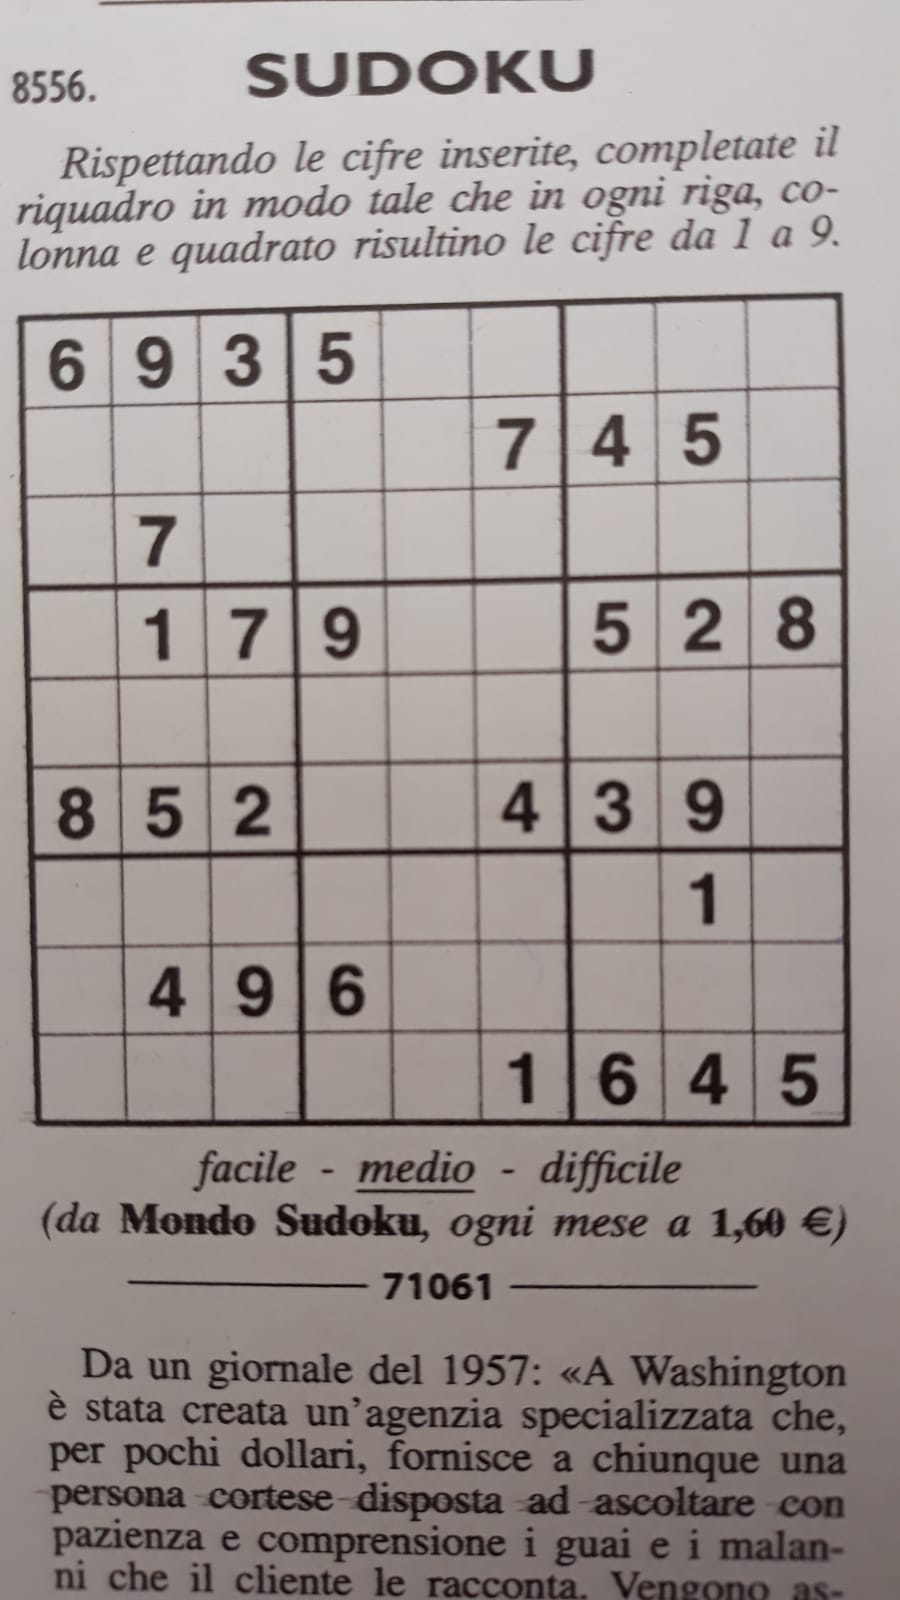 8556. SUDOKU
Rispettando le cifre inserite, completate il
riquadro in modo tale che in ogni riga, co-
lonna e quadrato risultino le cifre da 1 a 9.
6 9 3 5
7 4 5
7
1 7 9 5 2 8
8 5 2 4 3 9
1
4 9 6
1 6 4 5
facile - medio - difficile
(da Mondo Sudoku, ogni mese a 1,60 €)
71061
Da un giornale del 1957: «A Washington
è stata creata un'agenzia specializzata che,
per pochi dollari, fornisce a chiunque una
persona cortese disposta ad ascoltare con
pazienza e comprensione i guai e i malan-
ni che il cliente le racconta. Vengono as-